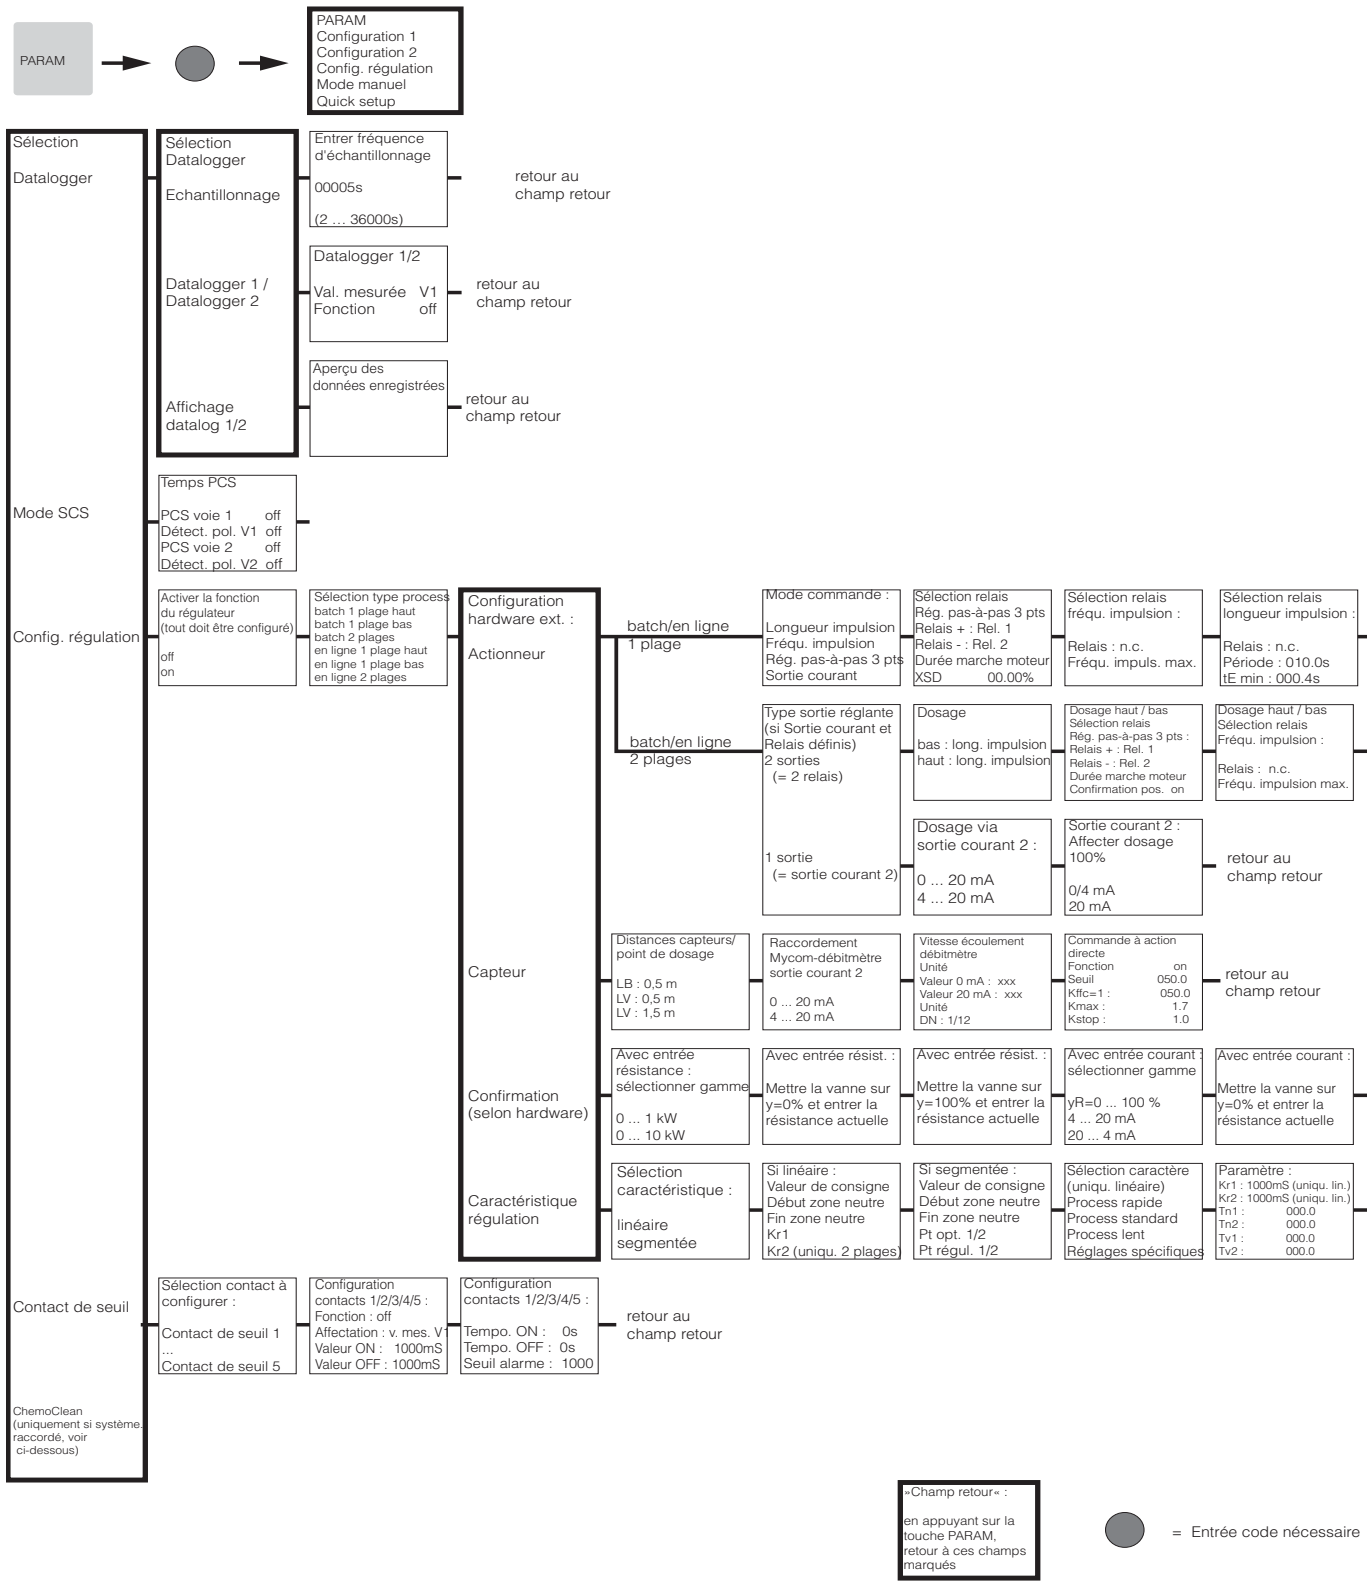 PARAM
PARAM
Configuration 1
Configuration 2
Config. régulation
Mode manuel
Quick setup
Sélection
Datalogger
Sélection
Datalogger
Echantillonnage
Entrer fréquence
d'échantillonnage
00005s
(2 ... 36000s)
retour au
champ retour
Datalogger 1 /
Datalogger 2
Datalogger 1/2
Val. mesurée V1
Fonction off
retour au
champ retour
Affichage
datalog 1/2
Aperçu des
données enregistrées
retour au
champ retour
Mode SCS
Temps PCS
PCS voie 1 off
Détect. pol. V1 off
PCS voie 2 off
Détect. pol. V2 off
Config. régulation
Activer la fonction
du régulateur
(tout doit être configuré)
off
on
Sélection type process
batch 1 plage haut
batch 1 plage bas
batch 2 plages
en ligne 1 plage haut
en ligne 1 plage bas
en ligne 2 plages
Configuration
hardware ext. :
Actionneur
batch/en ligne
1 plage
Mode commande :
Longueur impulsion
Fréqu. impulsion
Rég. pas-à-pas 3 pts
Sortie courant
Sélection relais
Rég. pas-à-pas 3 pts
Relais + : Rel. 1
Relais - : Rel. 2
Durée marche moteur
XSD 00.00%
Sélection relais
fréqu. impulsion :
Relais : n.c.
Fréqu. impuls. max.
Sélection relais
longueur impulsion :
Relais : n.c.
Période : 010.0s
tE min : 000.4s
batch/en ligne
2 plages
Type sortie réglante
(si Sortie courant et
Relais définis)
2 sorties
(= 2 relais)
1 sortie
(= sortie courant 2)
Dosage
bas : long. impulsion
haut : long. impulsion
Dosage haut / bas
Sélection relais
Rég. pas-à-pas 3 pts :
Relais + : Rel. 1
Relais - : Rel. 2
Durée marche moteur
Confirmation pos. on
Dosage haut / bas
Sélection relais
Fréqu. impulsion :
Relais : n.c.
Fréqu. impulsion max.
Dosage via
sortie courant 2 :
0 ... 20 mA
4 ... 20 mA
Sortie courant 2 :
Affecter dosage
100%
0/4 mA
20 mA
retour au
champ retour
Capteur
Distances capteurs/
point de dosage
LB : 0,5 m
LV : 0,5 m
LV : 1,5 m
Raccordement
Mycom-débitmètre
sortie courant 2
0 ... 20 mA
4 ... 20 mA
Vitesse écoulement
débitmètre
Unité
Valeur 0 mA : xxx
Valeur 20 mA : xxx
Unité
DN : 1/12
Commande à action
directe
Fonction on
Seuil 050.0
Kffc=1 : 050.0
Kmax : 1.7
Kstop : 1.0
retour au
champ retour
Confirmation
(selon hardware)
Avec entrée
résistance :
sélectionner gamme
0 ... 1 kW
0 ... 10 kW
Avec entrée résist. :
Mettre la vanne sur
y=0% et entrer la
résistance actuelle
Avec entrée résist. :
Mettre la vanne sur
y=100% et entrer la
résistance actuelle
Avec entrée courant :
sélectionner gamme
yR=0 ... 100 %
4 ... 20 mA
20 ... 4 mA
Avec entrée courant :
Mettre la vanne sur
y=0% et entrer la
résistance actuelle
Caractéristique
régulation
Sélection
caractéristique :
linéaire
segmentée
Si linéaire :
Valeur de consigne
Début zone neutre
Fin zone neutre
Kr1
Kr2 (uniqu. 2 plages)
Si segmentée :
Valeur de consigne
Début zone neutre
Fin zone neutre
Pt opt. 1/2
Pt régul. 1/2
Sélection caractère
(uniqu. linéaire)
Process rapide
Process standard
Process lent
Réglages spécifiques
Paramètre :
Kr1 : 1000mS (uniqu. lin.)
Kr2 : 1000mS (uniqu. lin.)
Tn1 : 000.0
Tn2 : 000.0
Tv1 : 000.0
Tv2 : 000.0
Contact de seuil
Sélection contact à
configurer :
Contact de seuil 1
...
Contact de seuil 5
Configuration
contacts 1/2/3/4/5 :
Fonction : off
Affectation : v. mes. V1
Valeur ON : 1000mS
Valeur OFF : 1000mS
Configuration
contacts 1/2/3/4/5 :
Tempo. ON : 0s
Tempo. OFF : 0s
Seuil alarme : 1000
retour au
champ retour
ChemoClean
(uniquement si système.
raccordé, voir
ci-dessous)
»Champ retour« :
en appuyant sur la
touche PARAM,
retour à ces champs
marqués
= Entrée code nécessaire